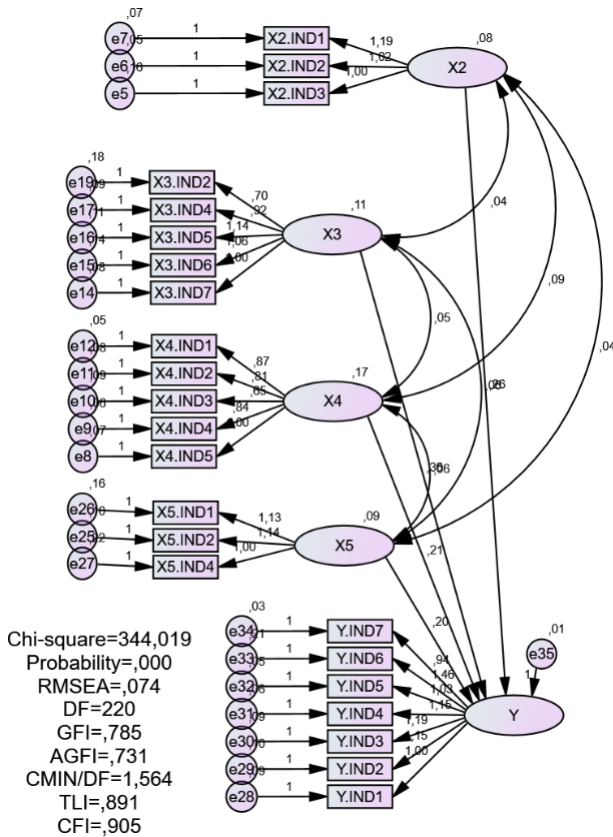 ,07
e7 1 X2.IND1 1,19 ,08
e6 1 X2.IND2 1,02 X2
e5 1 X2.IND3 1,00
,18
e19 1 X3.IND2 ,70 ,11 ,04
e17 1 X3.IND4 ,92
e16 1 X3.IND5 1,14 X3
e15 1 X3.IND6 1,06
e14 1 X3.IND7 1,00
,09
,05
,05
e12 1 X4.IND1 ,87 ,17 ,04
e11 1 X4.IND2 ,81
e10 1 X4.IND3 X4
e9 1 X4.IND4 ,84
e8 1 X4.IND5 1,00
,16
e26 1 X5.IND1 1,13 ,09
e25 1 X5.IND2 1,14 X5 ,21
e27 1 X5.IND4 1,00
,20
,03
e34 1 Y.IND7 ,94 ,01
e33 1 Y.IND6 1,46 e35
e32 1 Y.IND5 1,03 1
e31 1 Y.IND4 1,15 Y
e30 1 Y.IND3 1,19
e29 1 Y.IND2 ,15
e28 1 Y.IND1 1,00
Chi-square=344,019
Probability=,000
RMSEA=,074
DF=220
GFI=,785
AGFI=,731
CMIN/DF=1,564
TLI=,891
CFI=,905